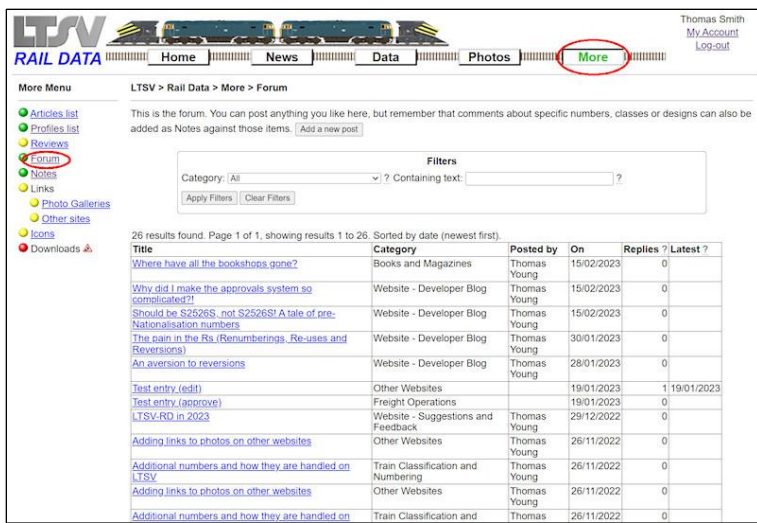 LTSV
RAIL DATA
Home
News
Data
Photos
More
Thomas Smith
My Account
Log-out
More Menu
Articles list
Profiles list
Reviews
Forum
Notes
Links
Photo Galleries
Other sites
Icons
Downloads
LTSV > Rail Data > More > Forum
This is the forum. You can post anything you like here, but remember that comments about specific numbers, classes or designs can also be
added as Notes against those items. Add a new post
Filters
Category: All ? Containing text: ?
Apply Filters Clear Filters
26 results found. Page 1 of 1, showing results 1 to 26. Sorted by date (newest first).
Title Category Posted by On Replies ? Latest ?
Where have all the bookshops gone? Books and Magazines Thomas 15/02/2023 0
Young
Why did I make the approvals system so Website - Developer Blog Thomas 15/02/2023 0
complicated?! Young
Should be S2526S, not S2526S! A tale of pre- Website - Developer Blog Thomas 15/02/2023 0
Nationalisation numbers Young
The pain in the Rs (Renumberings, Re-uses and Website - Developer Blog Thomas 30/01/2023 0
Reversions) Young
An aversion to reversions Website - Developer Blog Thomas 28/01/2023 0
Young
Test entry (edit) Other Websites 19/01/2023 1 19/01/2023
Test entry (approve) Freight Operations 19/01/2023 0
LTSV-RD in 2023 Website - Suggestions and Thomas 29/12/2022 0
Feedback Young
Adding links to photos on other websites Other Websites Thomas 26/11/2022 0
Young
Additional numbers and how they are handled on Train Classification and Thomas 26/11/2022 0
LTSV Numbering Young
Adding links to photos on other websites Other Websites Thomas 26/11/2022 0
Young
Additional numbers and how they are handled on Train Classification and Thomas 26/11/2022 0